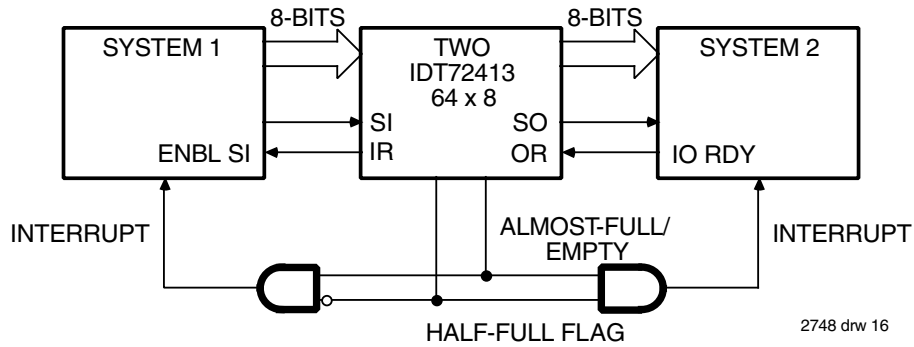 8-BITS
8-BITS
SYSTEM 1
TWO
IDT72413
64 x 8
SYSTEM 2
SI
SO
ENBL SI
IR
OR
IO RDY
INTERRUPT
ALMOST-FULL/
EMPTY
INTERRUPT
HALF-FULL FLAG
2748 drw 16